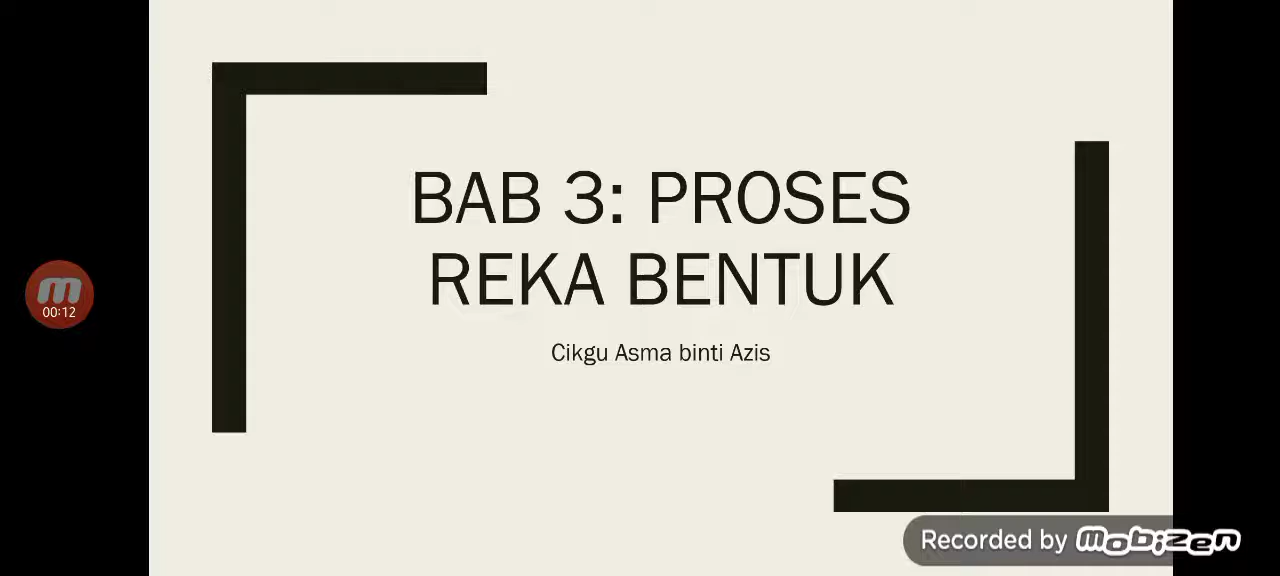 BAB 3: PROSES
REKA BENTUK
Cikgu Asma binti Azis
00:12
Recorded by mobizen